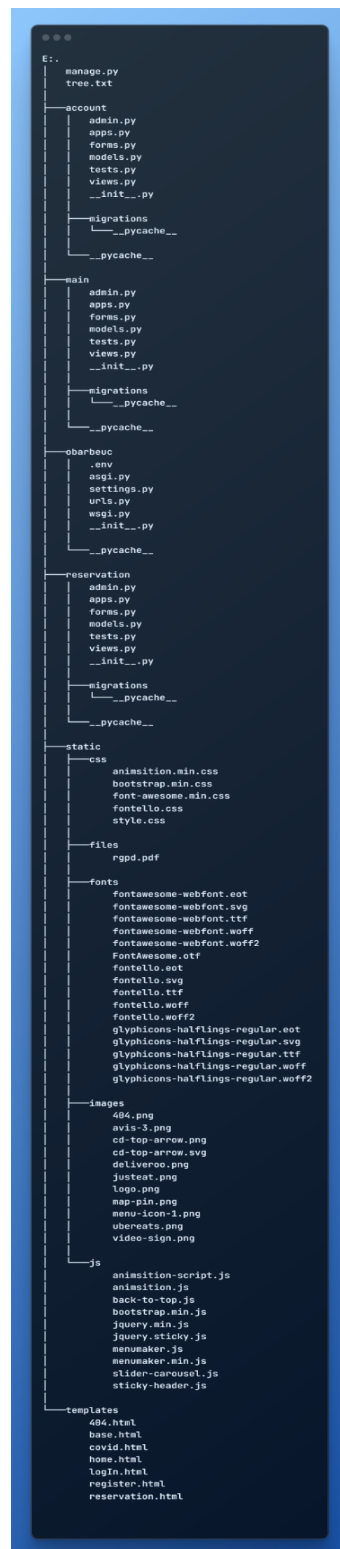 E:.
│   manage.py
│   tree.txt
│
├───account
│   │   admin.py
│   │   apps.py
│   │   forms.py
│   │   models.py
│   │   tests.py
│   │   views.py
│   │   __init__.py
│   │
│   ├───migrations
│   │   └───__pycache__
│   │
│   └───__pycache__
│
├───main
│   │   admin.py
│   │   apps.py
│   │   forms.py
│   │   models.py
│   │   tests.py
│   │   views.py
│   │   __init__.py
│   │
│   ├───migrations
│   │   └───__pycache__
│   │
│   └───__pycache__
│
├───obarbeuc
│   │   .env
│   │   asgi.py
│   │   settings.py
│   │   urls.py
│   │   wsgi.py
│   │   __init__.py
│   │
│   └───__pycache__
│
├───reservation
│   │   admin.py
│   │   apps.py
│   │   forms.py
│   │   models.py
│   │   tests.py
│   │   views.py
│   │   __init__.py
│   │
│   ├───migrations
│   │   └───__pycache__
│   │
│   └───__pycache__
│
├───static
│   ├───css
│   │       animsition.min.css
│   │       bootstrap.min.css
│   │       font-awesome.min.css
│   │       fontello.css
│   │       style.css
│   │
│   ├───files
│   │       rgpd.pdf
│   │
│   ├───fonts
│   │       fontawesome-webfont.eot
│   │       fontawesome-webfont.svg
│   │       fontawesome-webfont.ttf
│   │       fontawesome-webfont.woff
│   │       fontawesome-webfont.woff2
│   │       FontAwesome.otf
│   │       fontello.eot
│   │       fontello.svg
│   │       fontello.ttf
│   │       fontello.woff
│   │       fontello.woff2
│   │       glyphicons-halflings-regular.eot
│   │       glyphicons-halflings-regular.svg
│   │       glyphicons-halflings-regular.ttf
│   │       glyphicons-halflings-regular.woff
│   │       glyphicons-halflings-regular.woff2
│   │
│   ├───images
│   │       404.png
│   │       avis-3.png
│   │       cd-top-arrow.png
│   │       cd-top-arrow.svg
│   │       deliveroo.png
│   │       justeat.png
│   │       logo.png
│   │       map-pin.png
│   │       menu-icon-1.png
│   │       ubereats.png
│   │       video-sign.png
│   │
│   └───js
│           animsition-script.js
│           animsition.js
│           back-to-top.js
│           bootstrap.min.js
│           jquery.min.js
│           jquery.sticky.js
│           menumaker.js
│           menumaker.min.js
│           slider-carousel.js
│           sticky-header.js
│
└───templates
        404.html
        base.html
        covid.html
        home.html
        logIn.html
        register.html
        reservation.html